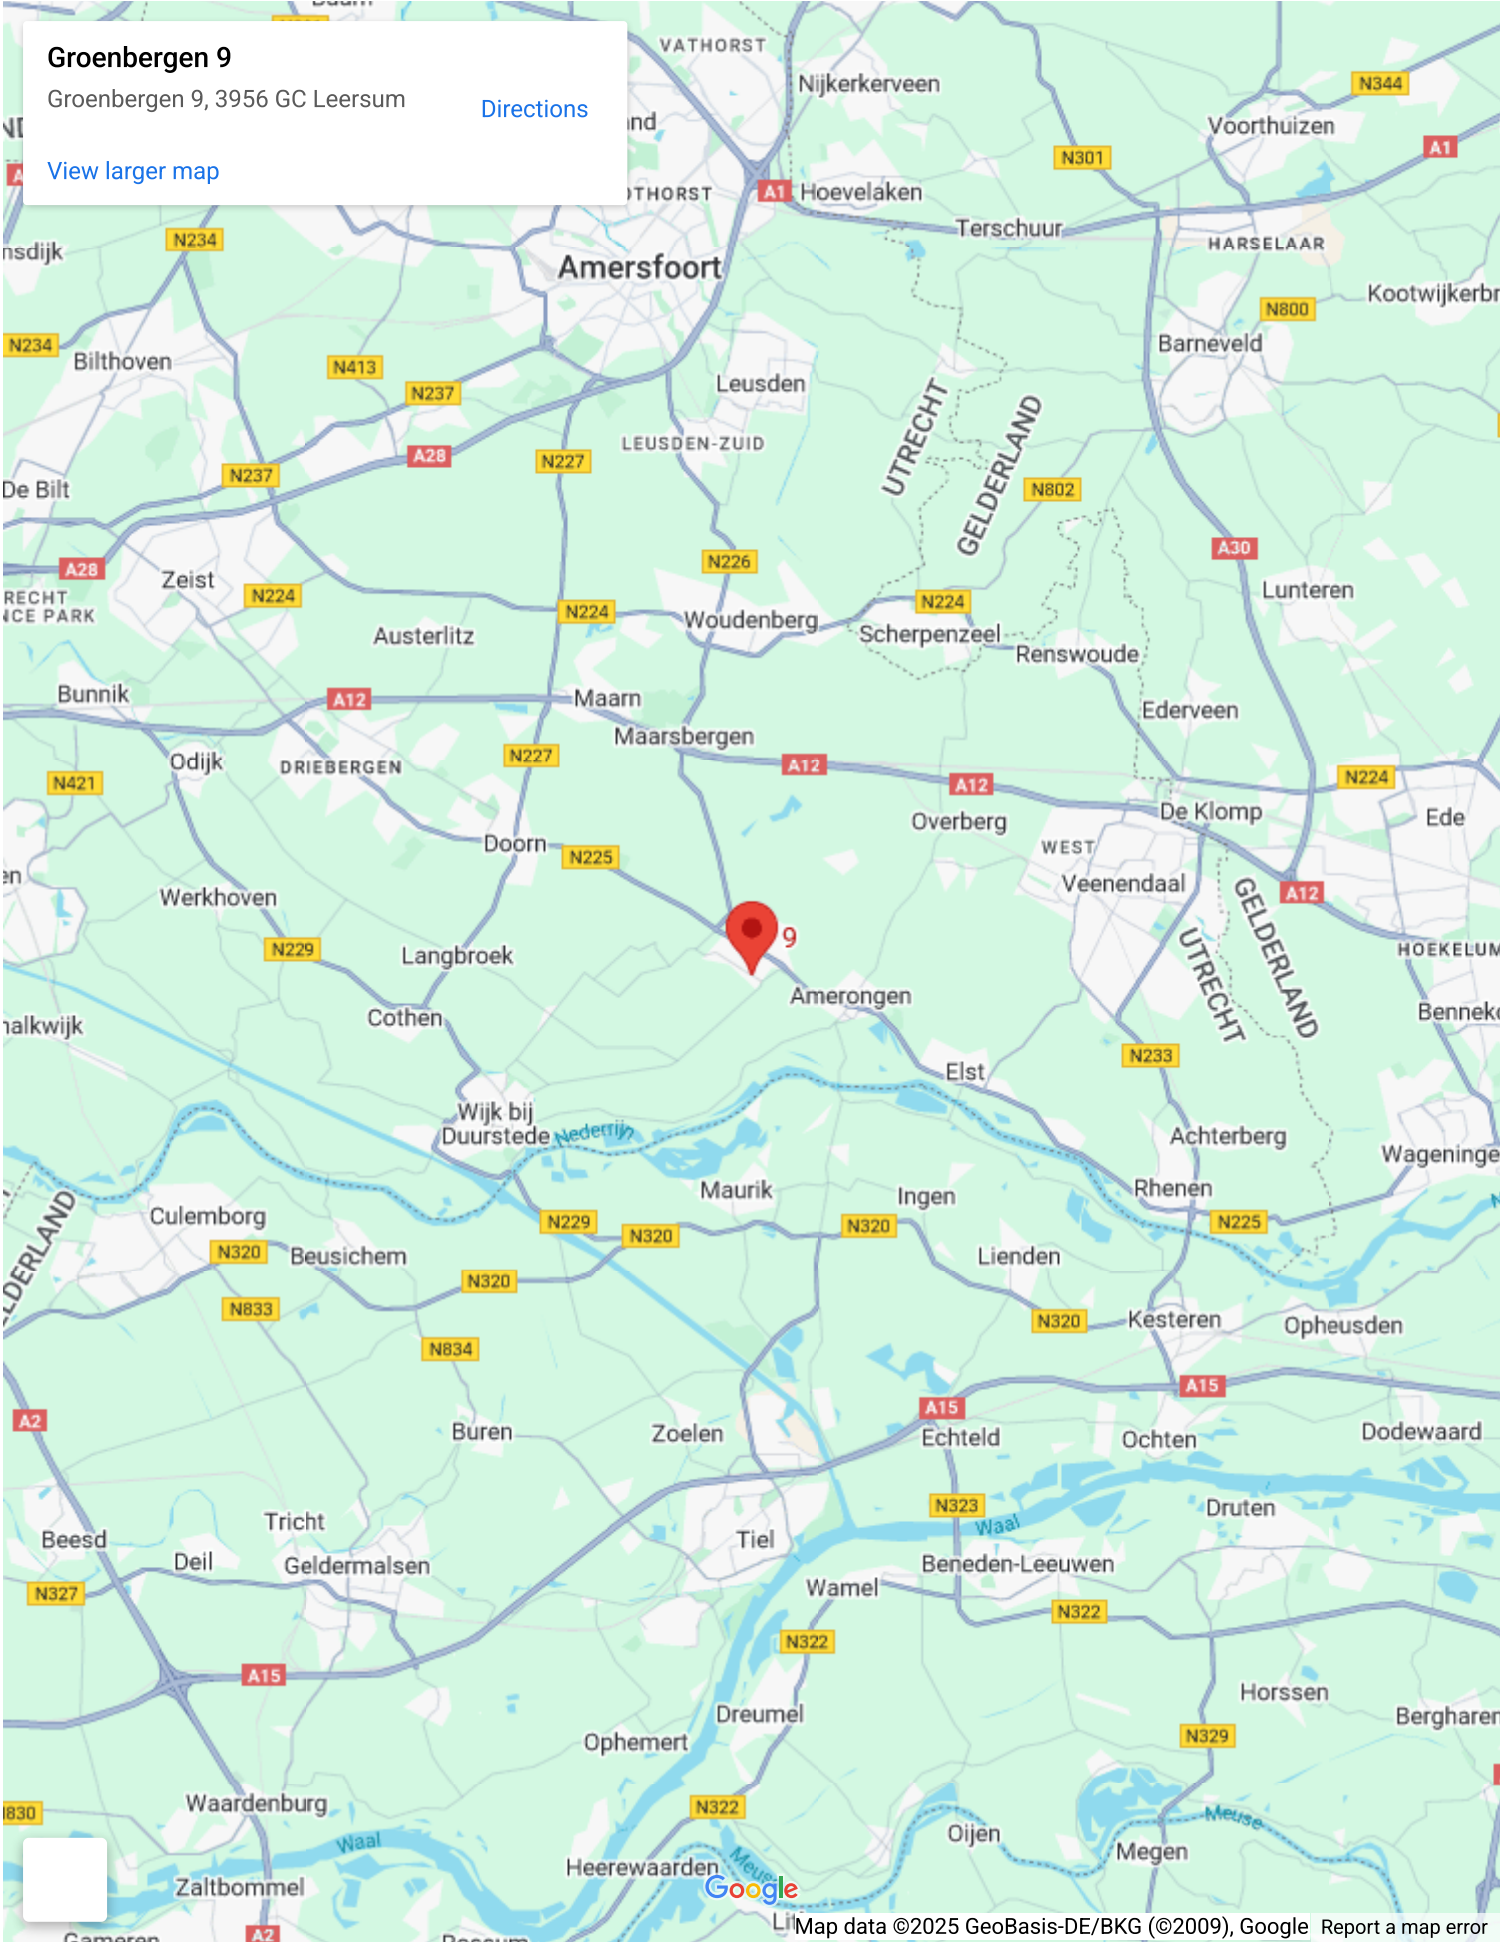 Groenbergen 9
Groenbergen 9, 3956 GC Leersum
Directions
View larger map
VATHORST
Nijkerkerveen
N344
Voorthuizen
A1
N301
A1
Hoevelaken
Terschuur
HARSELAAR
N234
Amersfoort
Kootwijkerbr
N800
N234
Bilthoven
Barneveld
N413
N237
Leusden
UTRECHT
GELDERLAND
LEUSDEN-ZUID
A28
N227
N237
De Bilt
N802
A30
N226
A28
Zeist
Lunteren
N224
N224
N224
Woudenberg
Scherpenzeel
Austerlitz
Renswoude
Bunnik
A12
Maarn
Ederveen
Maarsbergen
Odijk
DRIEBERGEN
N227
A12
A12
N224
N421
De Klomp
Ede
Overberg
Doorn
N225
WEST
Veenendaal
A12
Werkhoven
9
GELDERLAND
UTRECHT
N229
Langbroek
HOEKELUM
Amerongen
Cothen
Bennek
N233
Elst
Wijk bij
Duurstede
Nederrijn
Achterberg
Wageninge
Maurik
Ingen
Rhenen
Culemborg
N229
N320
N320
N225
N320
Beusichem
Lienden
N320
N833
N320
Kesteren
Opheusden
N834
A15
A15
A2
Buren
Zoelen
Echteld
Ochten
Dodewaard
N323
Druten
Tricht
Waal
Beesd
Tiel
Deil
Geldermalsen
Beneden-Leeuwen
N327
Wamel
N322
N322
A15
Horssen
Dreumel
Bergharen
Ophemert
N329
Waardenburg
N322
Meuse
Waal
Oijen
Megen
Heerewaarden
Meuse
Zaltbommel
Google
A2
Map data ©2025 GeoBasis-DE/BKG (©2009), Google
Report a map error